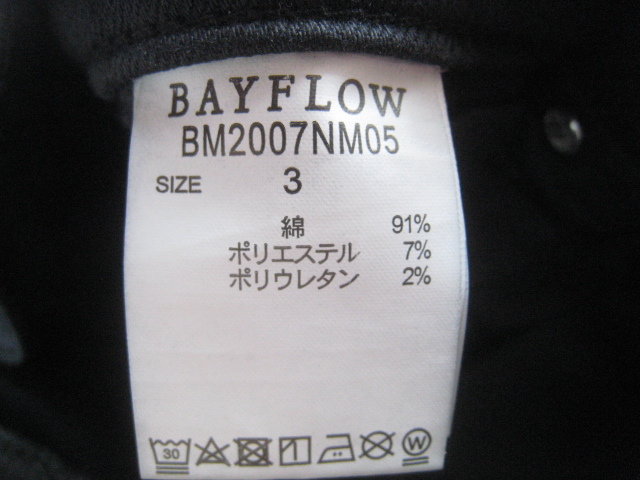 BAYFLOW
BM2007NM05
SIZE 3
綿 91%
ポリエステル 7%
ポリウレタン 2%
30 W